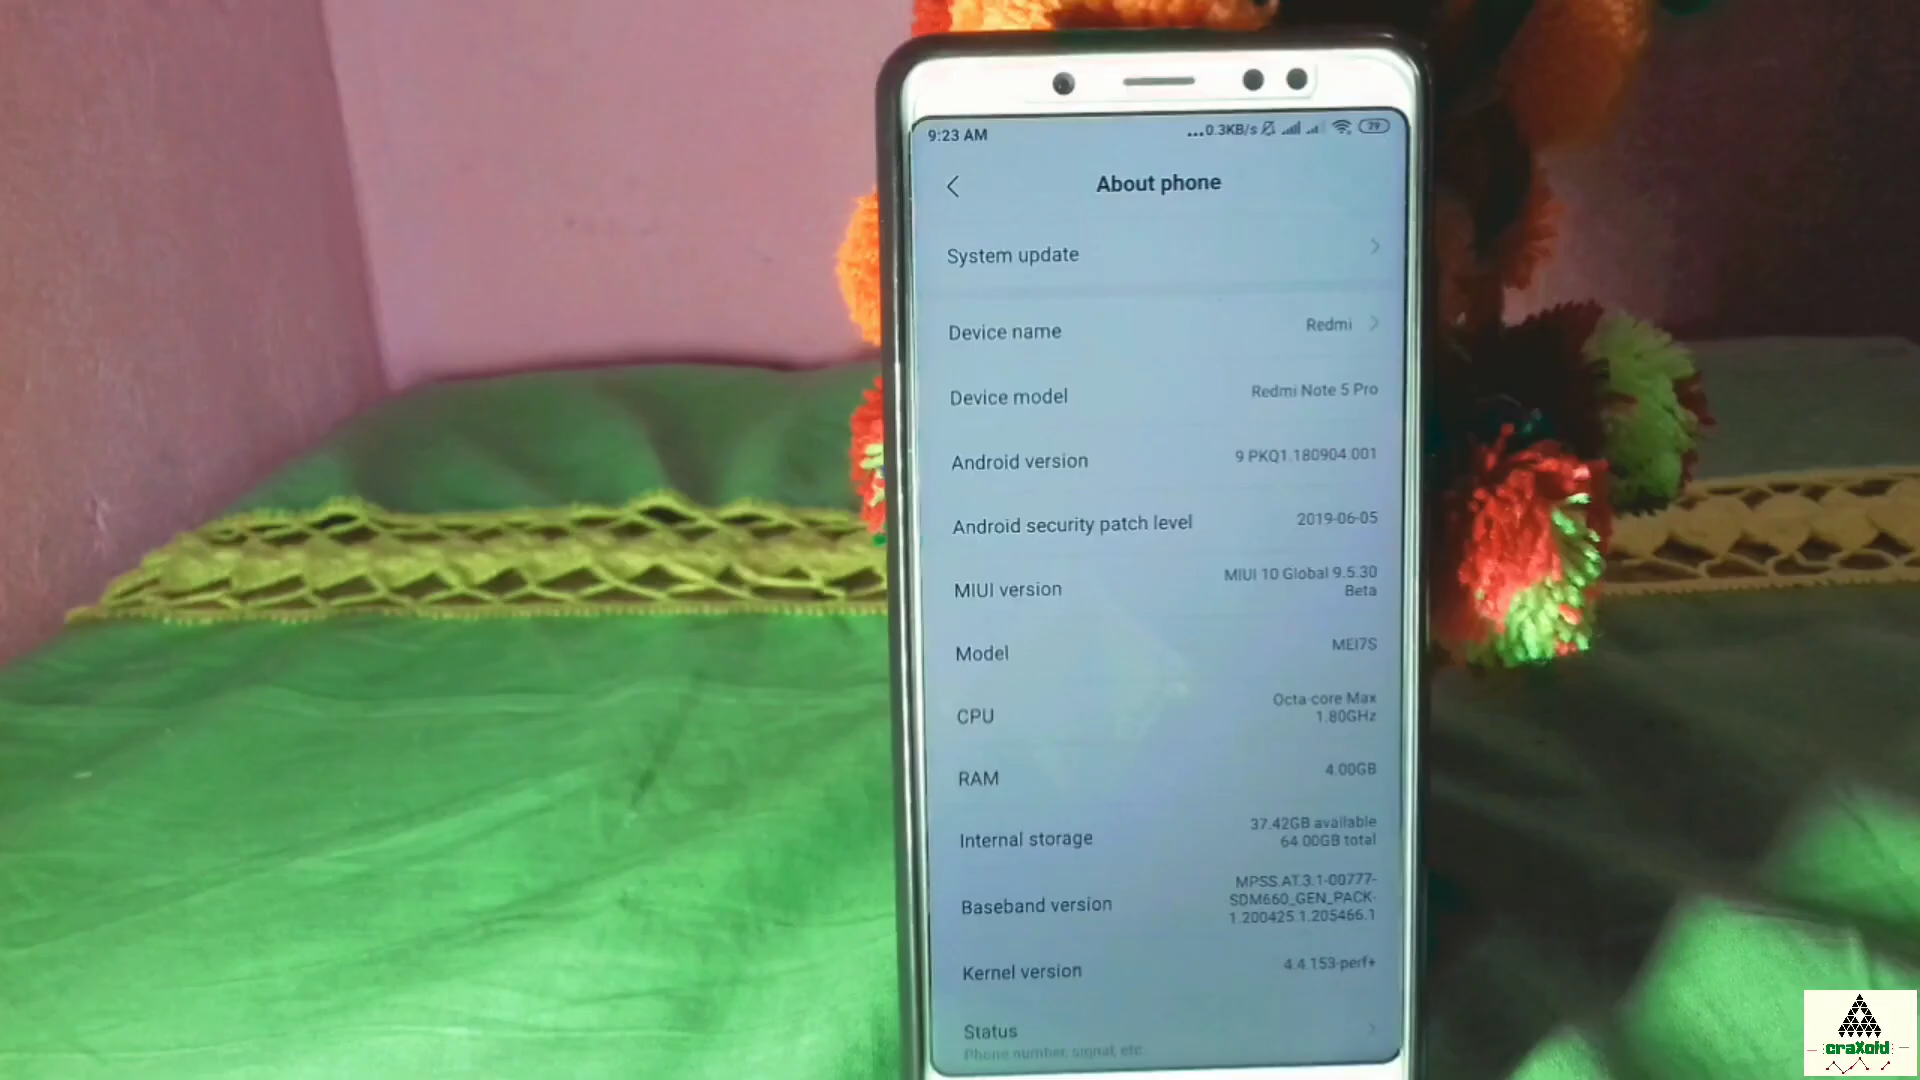 9:23 AM
...0.3KB/s
79
About phone
System update
Device name
Redmi
Device model
Redmi Note 5 Pro
Android version
9 PKQ1.180904.001
Android security patch level
2019-06-05
MIUI version
MIUI 10 Global 9.5.30
Beta
Model
MEI7S
CPU
Octa-core Max
1.80GHz
RAM
4.00GB
Internal storage
37.42GB available
64.00GB total
Baseband version
MPSS.AT.3.1-00777-
SDM660_GEN_PACK-
1.200425.1.205466.1
Kernel version
4.4.153-perf+
Status
Phone number, signal, etc.
craXoid